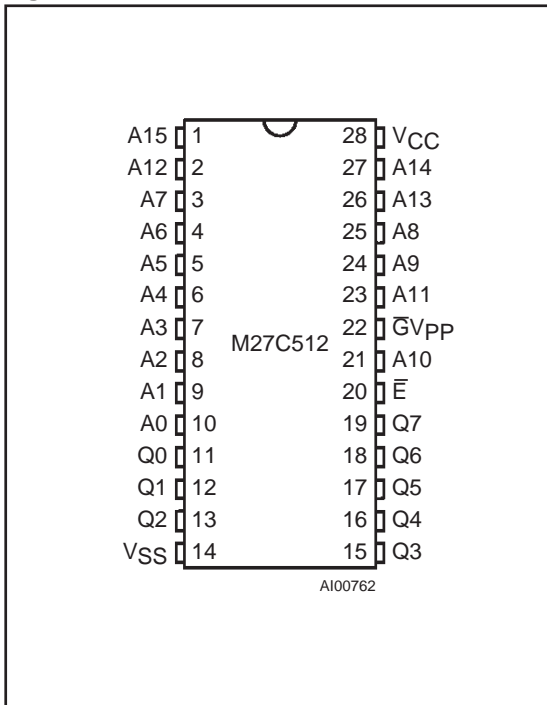 A15 1 28 VCC
A12 2 27 A14
A7 3 26 A13
A6 4 25 A8
A5 5 24 A9
A4 6 23 A11
A3 7 22 G̅VPP
M27C512
A2 8 21 A10
A1 9 20 E̅
A0 10 19 Q7
Q0 11 18 Q6
Q1 12 17 Q5
Q2 13 16 Q4
VSS 14 15 Q3
AI00762